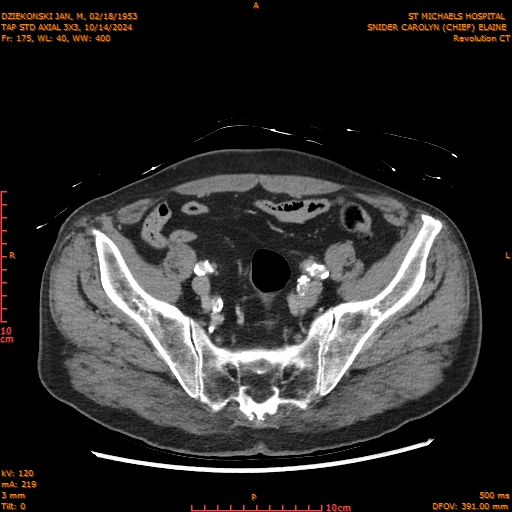 A
DZIEKONSKI JAN, M, 02/18/1953
TAP STD AXIAL 3X3, 10/14/2024
Fr: 175, WL: 40, WW: 400
ST MICHAELS HOSPITAL
SNIDER CAROLYN (CHIEF) ELAINE
Revolution CT
R
L
10
cm
kV: 120
mA: 219
3 mm
Tilt: 0
P
10cm
500 ms
DFOV: 391.00 mm